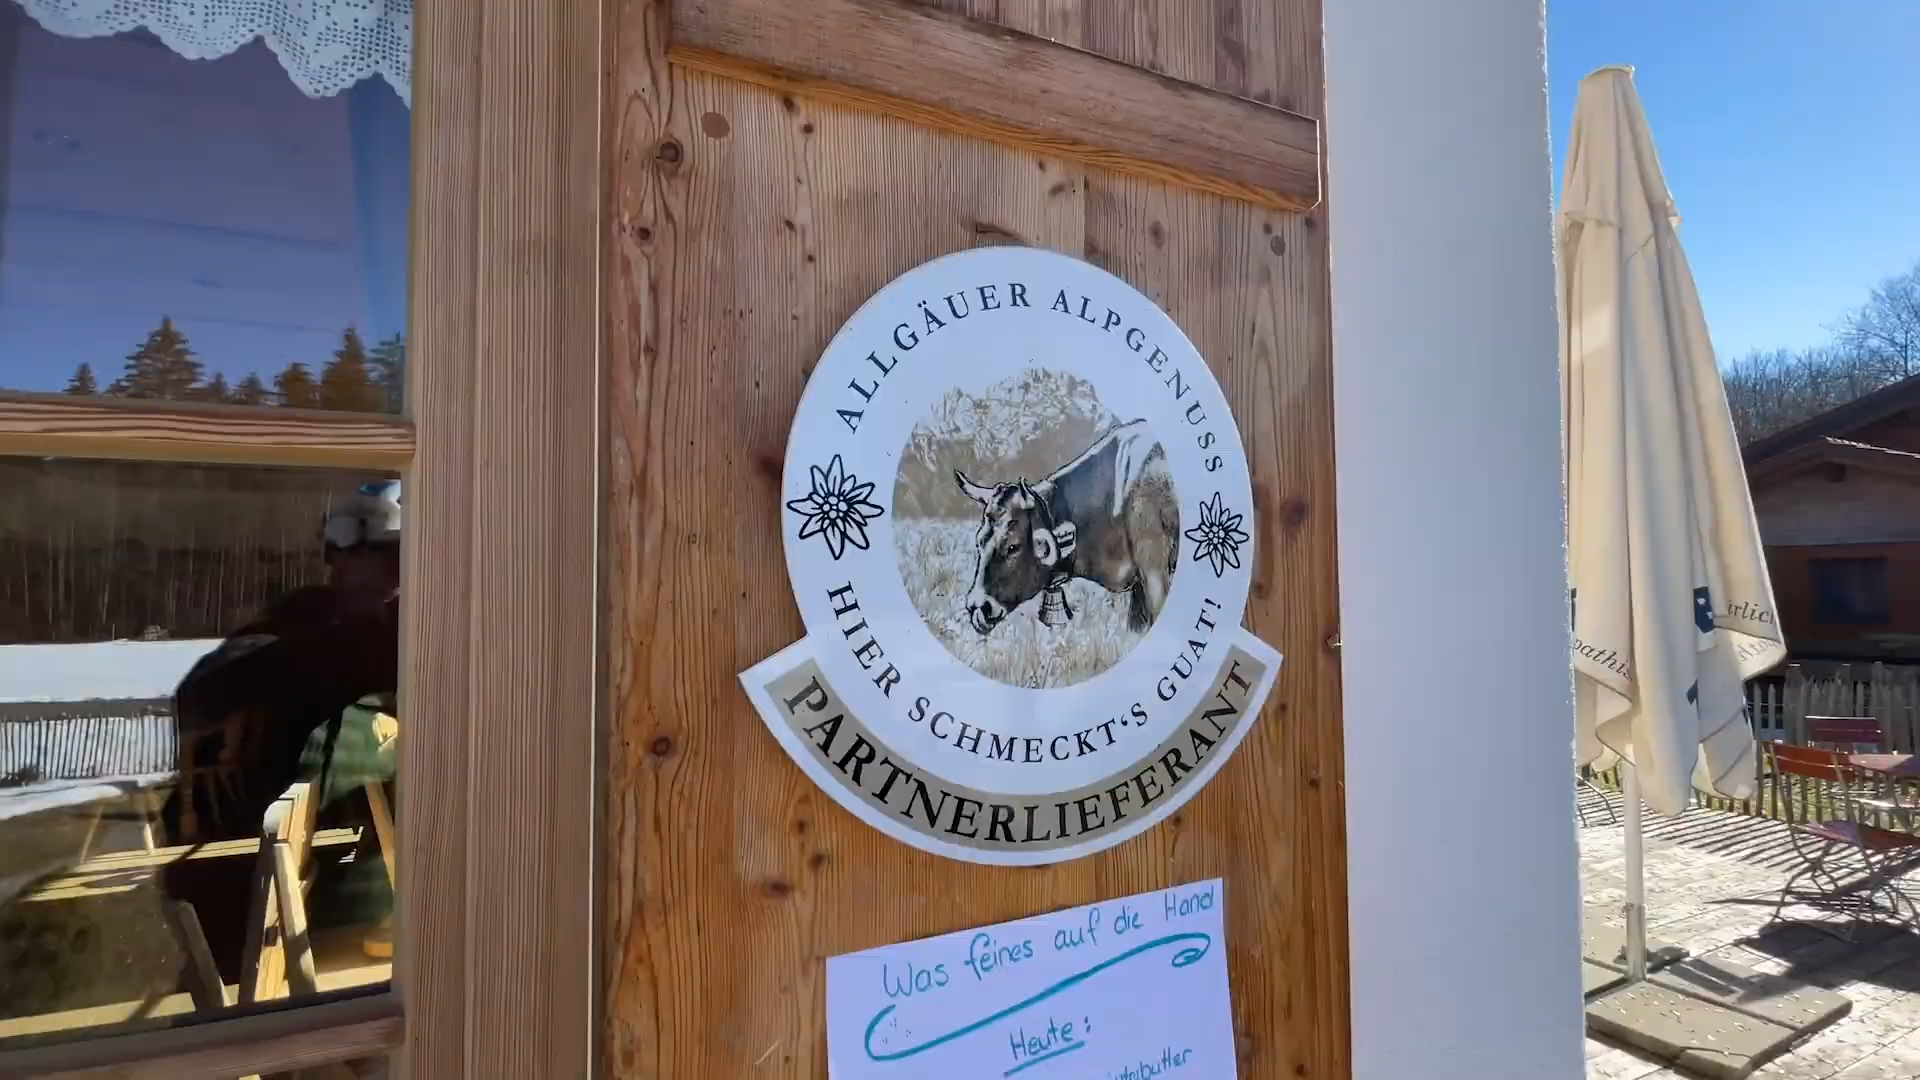 ALLGÄUER ALPGENUSS
HIER SCHMECKT'S GUAT!
PARTNERLIEFERANT
Was feines auf die Hand
Heute: